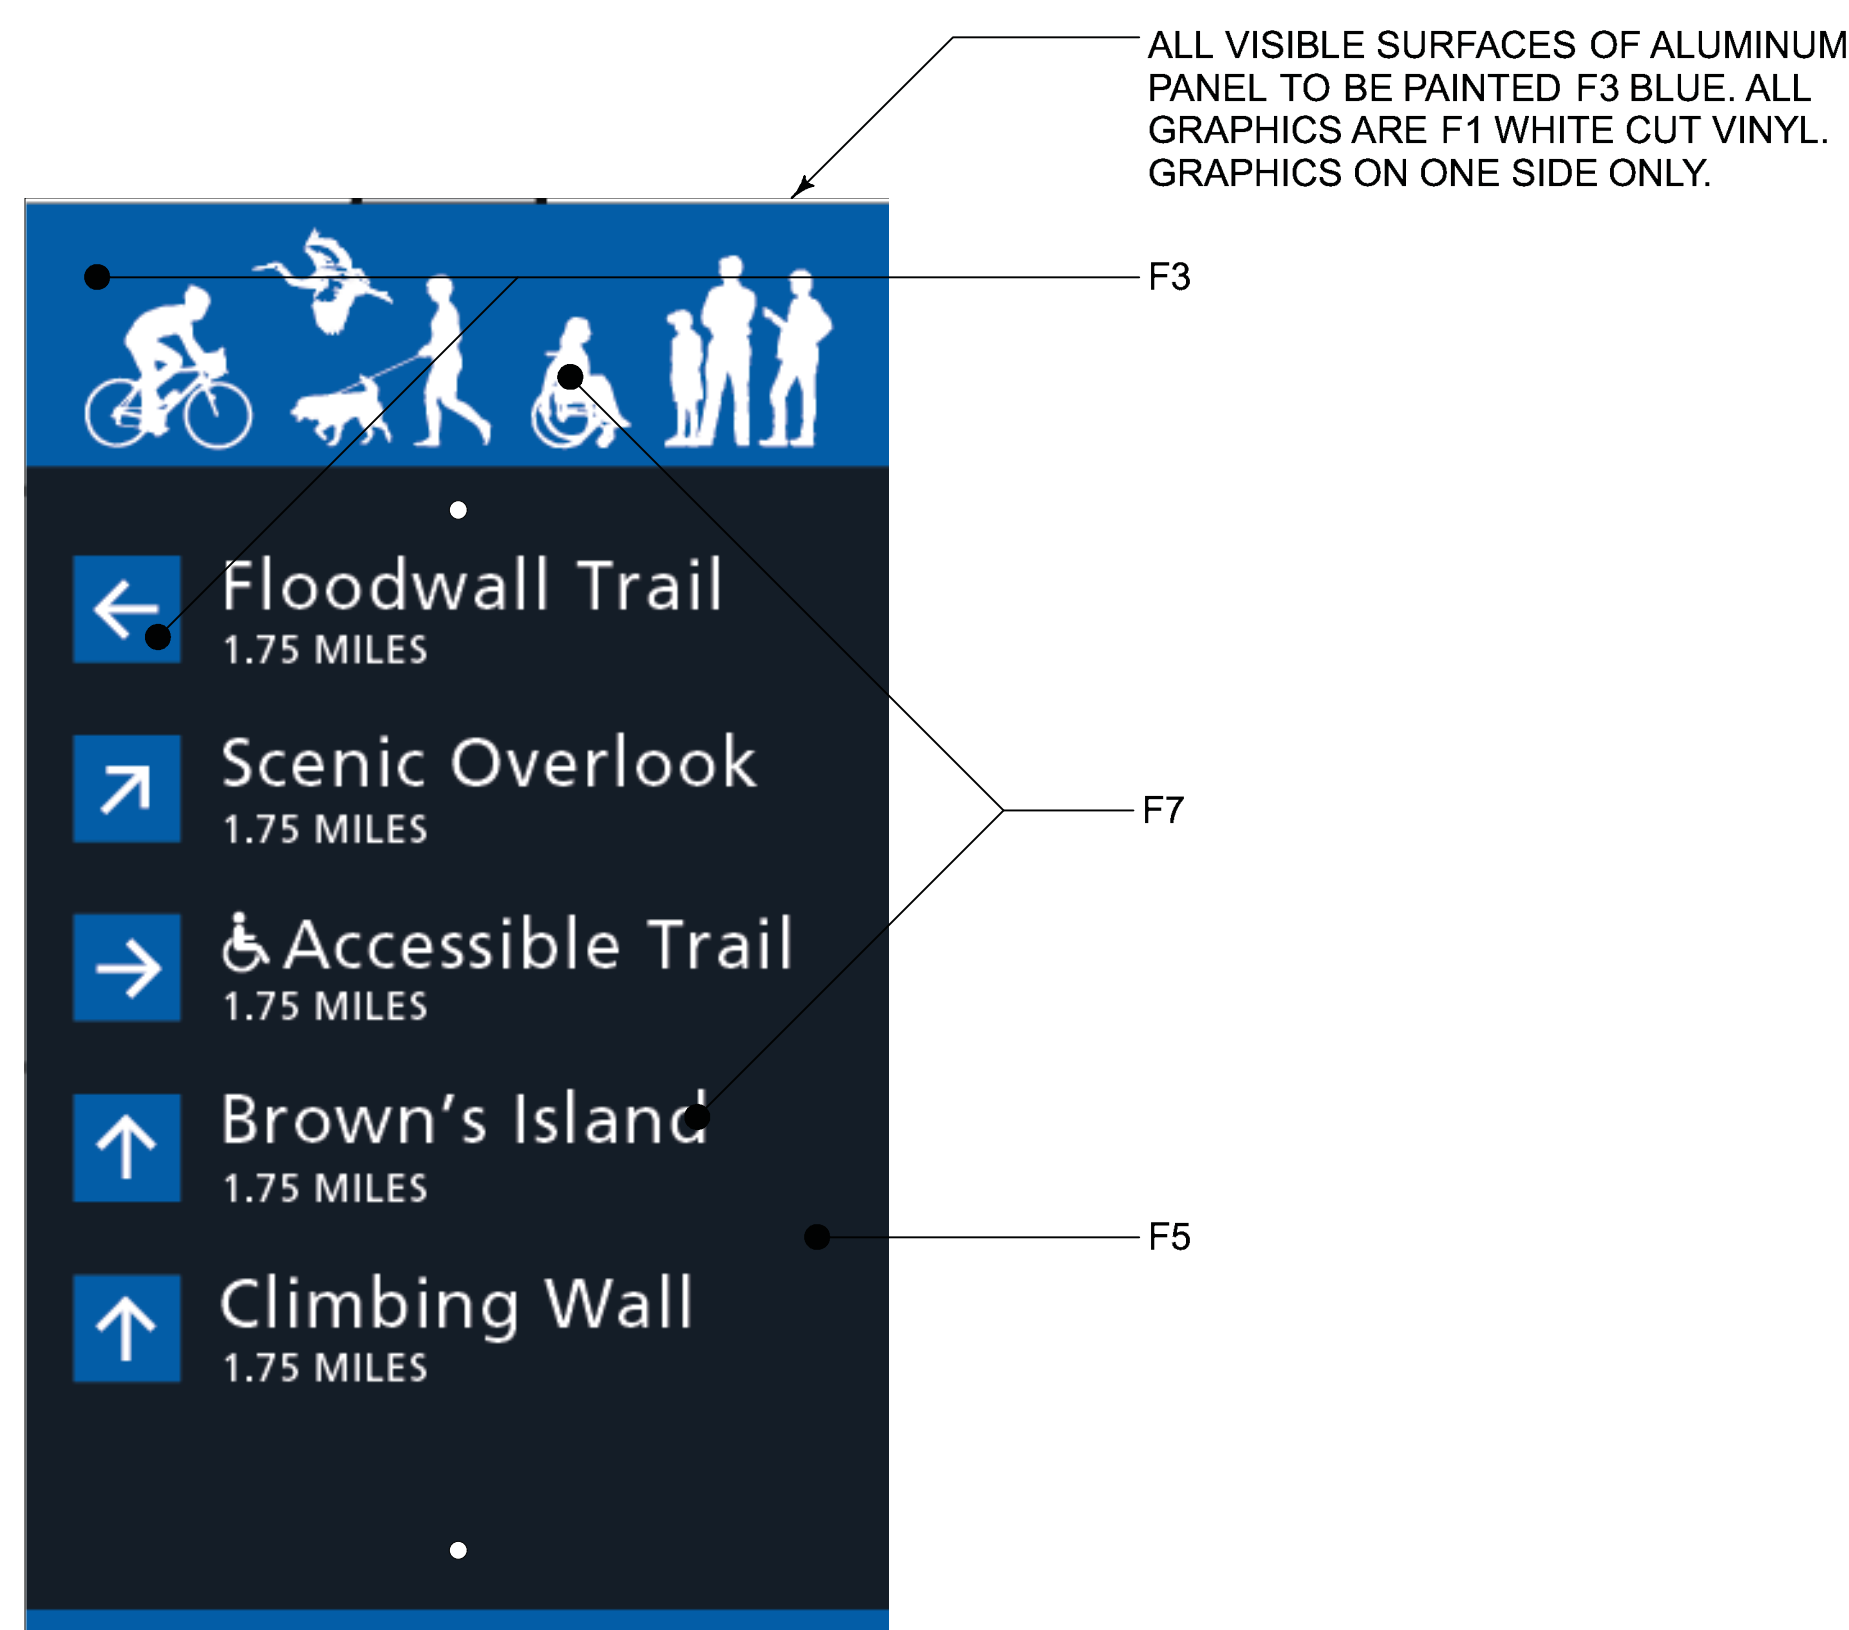 ALL VISIBLE SURFACES OF ALUMINUM
PANEL TO BE PAINTED F3 BLUE. ALL
GRAPHICS ARE F1 WHITE CUT VINYL.
GRAPHICS ON ONE SIDE ONLY.
F3
Floodwall Trail
1.75 MILES
Scenic Overlook
1.75 MILES
F7
Accessible Trail
1.75 MILES
Brown’s Island
1.75 MILES
F5
Climbing Wall
1.75 MILES